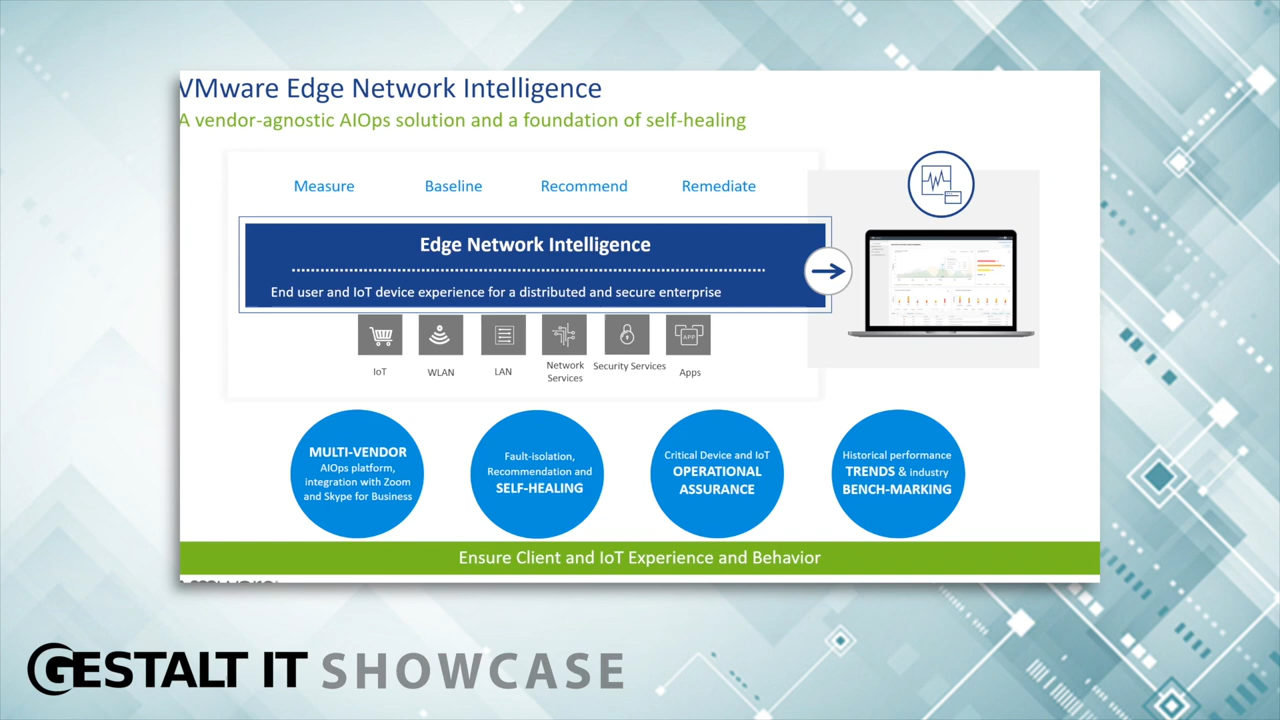 VMware Edge Network Intelligence
A vendor-agnostic AIOps solution and a foundation of self-healing
Measure Baseline Recommend Remediate
Edge Network Intelligence
End user and IoT device experience for a distributed and secure enterprise
APP
IoT WLAN LAN Network Services Security Services Apps
MULTI-VENDOR
AIOps platform,
integration with Zoom
and Skype for Business
Fault-isolation,
Recommendation and
SELF-HEALING
Critical Device and IoT
OPERATIONAL
ASSURANCE
Historical performance
TRENDS & industry
BENCH-MARKING
Ensure Client and IoT Experience and Behavior
GESTALT IT SHOWCASE